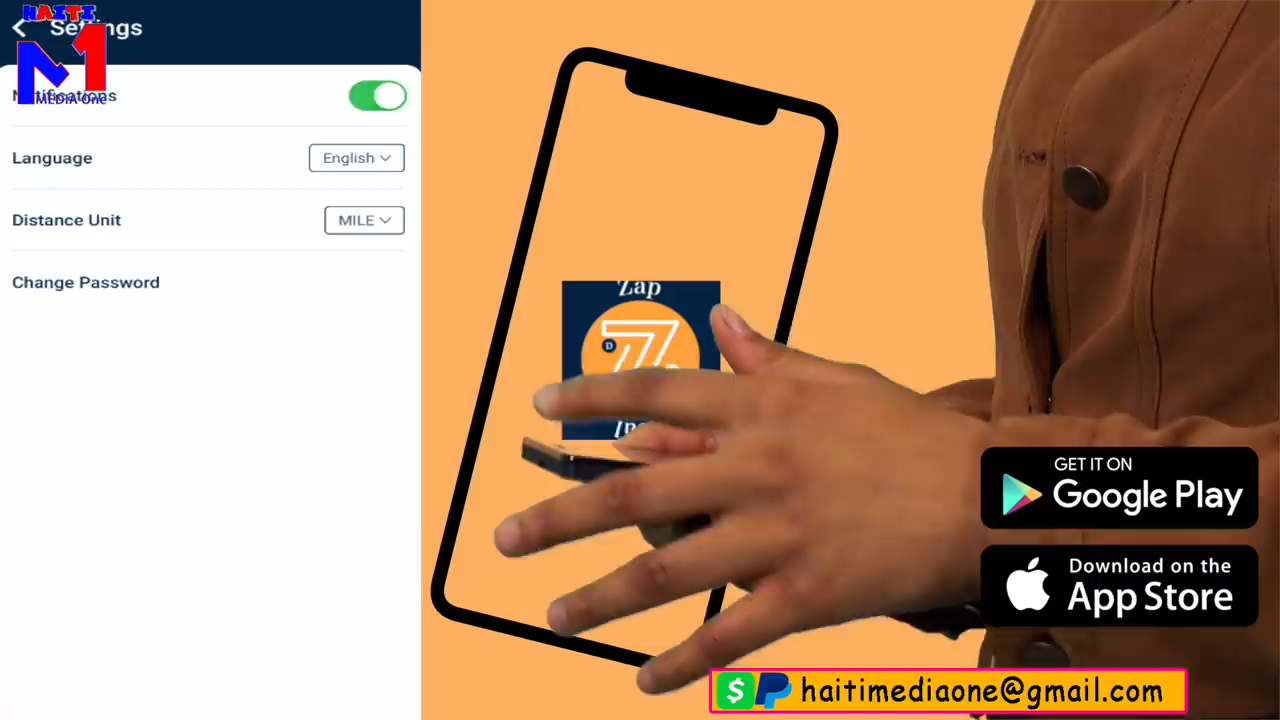 HAITI
Settings
MEDIA One
Notifications
Language
English
Distance Unit
MILE
Change Password
Zap
Z
D
GET IT ON
Google Play
Download on the
App Store
$ haitimediaone@gmail.com